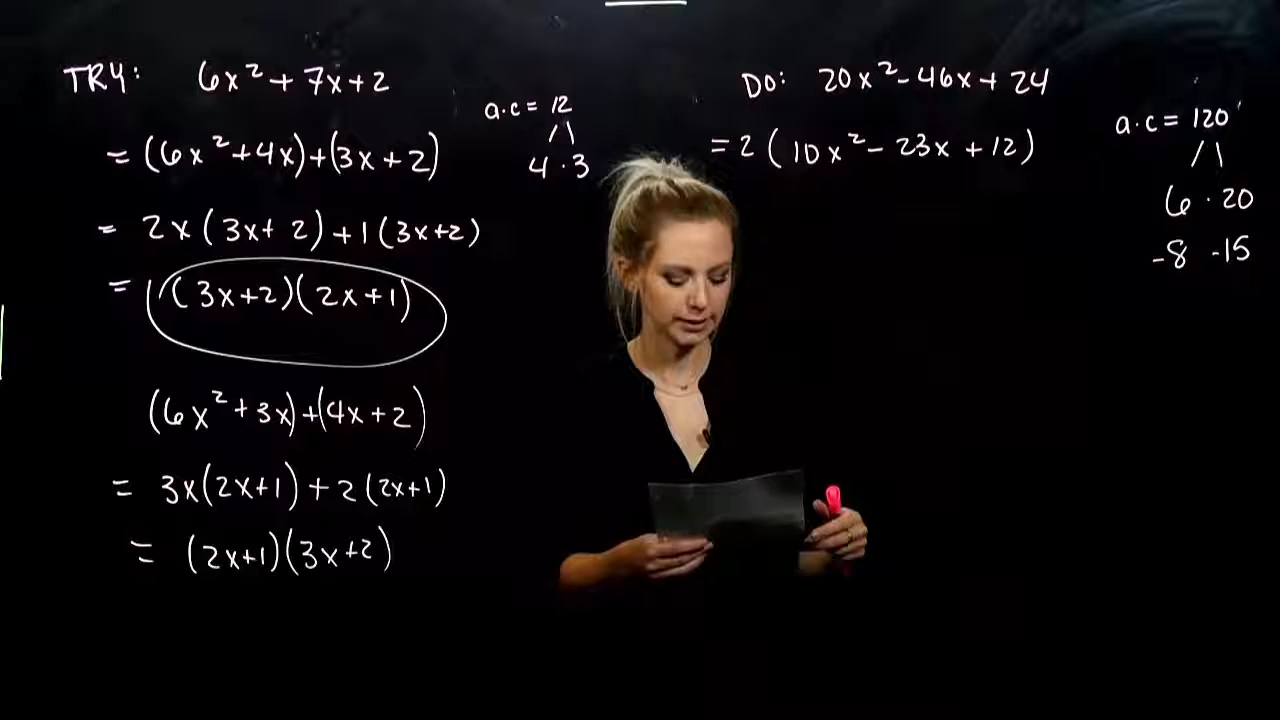 TRY: 6x² + 7x + 2
a·c = 12
4 · 3
= (6x² + 4x) + (3x + 2)
= 2x(3x + 2) + 1(3x + 2)
= (3x + 2)(2x + 1)
(6x² + 3x) + (4x + 2)
= 3x(2x + 1) + 2(2x + 1)
= (2x + 1)(3x + 2)
DO: 20x² - 46x + 24
= 2(10x² - 23x + 12)
a·c = 120
6 · 20
-8 -15